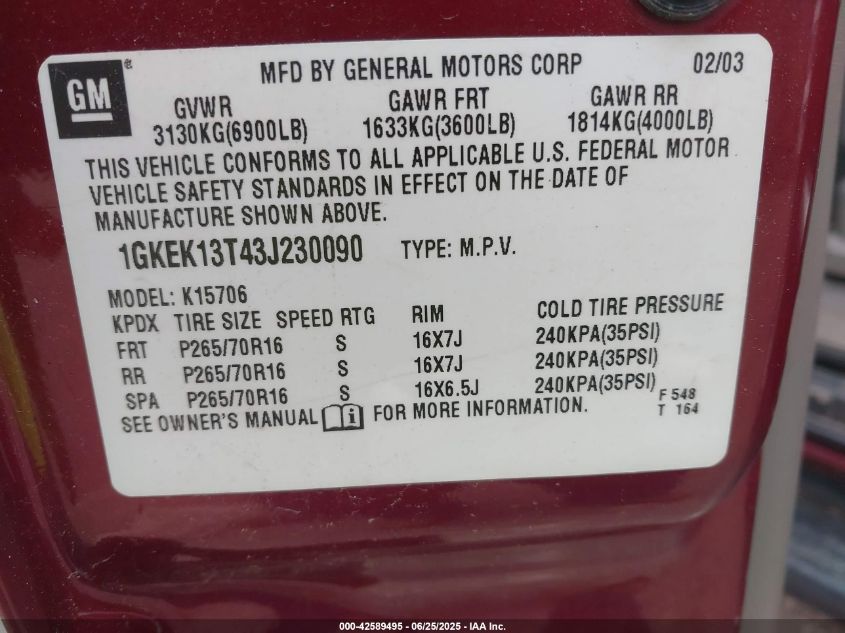 GM
MFD BY GENERAL MOTORS CORP 02/03
GVWR GAWR FRT GAWR RR
3130KG(6900LB) 1633KG(3600LB) 1814KG(4000LB)
THIS VEHICLE CONFORMS TO ALL APPLICABLE U.S. FEDERAL MOTOR
VEHICLE SAFETY STANDARDS IN EFFECT ON THE DATE OF
MANUFACTURE SHOWN ABOVE.
1GKEK13T43J230090 TYPE: M.P.V.
MODEL: K15706
KPDX TIRE SIZE SPEED RTG RIM COLD TIRE PRESSURE
FRT P265/70R16 S 16X7J 240KPA(35PSI)
RR P265/70R16 S 16X7J 240KPA(35PSI)
SPA P265/70R16 S 16X6.5J 240KPA(35PSI)
SEE OWNER'S MANUAL FOR MORE INFORMATION.
F 548
T 164
000-42589495 - 06/25/2025 - IAA Inc.